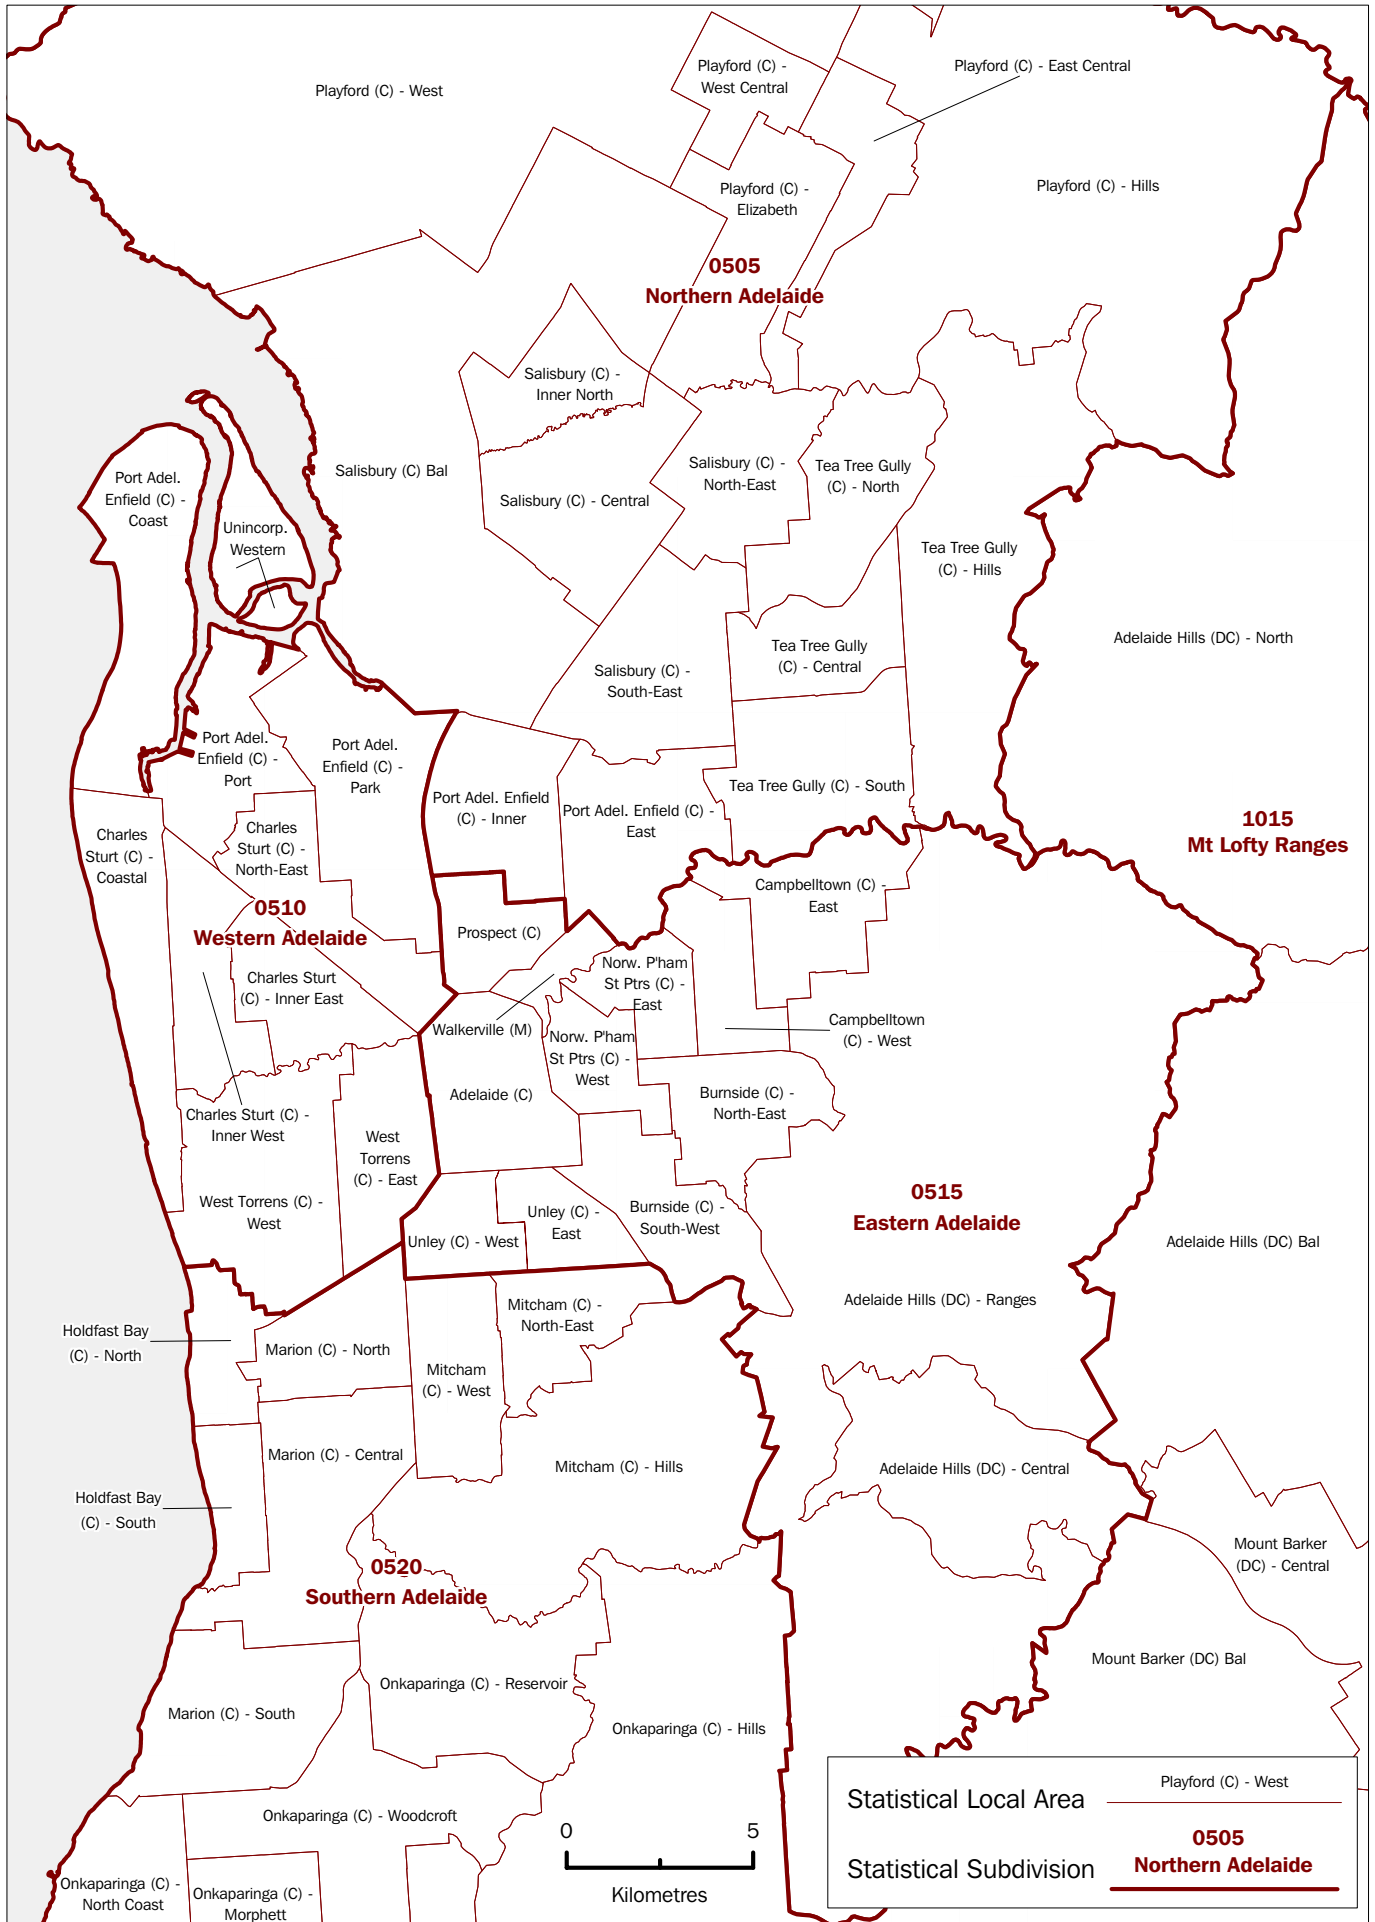 Playford (C) -
West Central
Playford (C) - East Central
Playford (C) - West
Playford (C) -
Elizabeth
Playford (C) - Hills
0505
Northern Adelaide
Salisbury (C) -
Inner North
Salisbury (C) Bal
Salisbury (C) - Central
Salisbury (C) -
North-East
Tea Tree Gully
(C) - North
Port Adel.
Enfield (C) -
Coast
Unincorp.
Western
Tea Tree Gully
(C) - Hills
Adelaide Hills (DC) - North
Tea Tree Gully
(C) - Central
Salisbury (C) -
South-East
Port Adel.
Enfield (C) -
Port
Port Adel.
Enfield (C) -
Park
Tea Tree Gully (C) - South
Port Adel. Enfield
(C) - Inner
Port Adel. Enfield (C) -
East
1015
Mt Lofty Ranges
Charles
Sturt (C) -
Coastal
Charles
Sturt (C) -
North-East
Campbelltown (C) -
East
0510
Western Adelaide
Prospect (C)
Charles Sturt
(C) - Inner East
Norw. P'ham
St Ptrs (C) -
East
Walkerville (M)
Norw. P'ham
St Ptrs (C) -
West
Campbelltown
(C) - West
Adelaide (C)
Burnside (C) -
North-East
Charles Sturt (C) -
Inner West
West
Torrens
(C) - East
West Torrens (C) -
West
Unley (C) - West
Unley (C) -
East
Burnside (C) -
South-West
0515
Eastern Adelaide
Adelaide Hills (DC) Bal
Adelaide Hills (DC) - Ranges
Holdfast Bay
(C) - North
Marion (C) - North
Mitcham (C) -
North-East
Mitcham
(C) - West
Marion (C) - Central
Mitcham (C) - Hills
Adelaide Hills (DC) - Central
Holdfast Bay
(C) - South
Mount Barker
(DC) - Central
0520
Southern Adelaide
Onkaparinga (C) - Reservoir
Mount Barker (DC) Bal
Marion (C) - South
Onkaparinga (C) - Hills
Onkaparinga (C) - Woodcroft
Onkaparinga (C) -
North Coast
Onkaparinga (C) -
Morphett
0 5
Kilometres
Statistical Local Area
Playford (C) - West
Statistical Subdivision
0505
Northern Adelaide